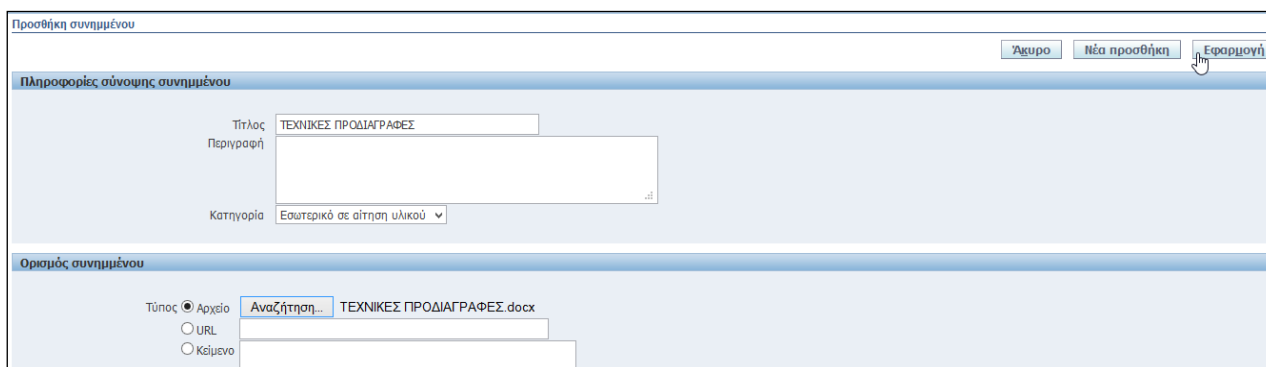 Προσθήκη συνημμένου
Άκυρο Νέα προσθήκη Εφαρμογή
Πληροφορίες σύνοψης συνημμένου
Τίτλος ΤΕΧΝΙΚΕΣ ΠΡΟΔΙΑΓΡΑΦΕΣ
Περιγραφή
Κατηγορία Εσωτερικό σε αίτηση υλικού
Ορισμός συνημμένου
Τύπος Αρχείο Αναζήτηση... ΤΕΧΝΙΚΕΣ ΠΡΟΔΙΑΓΡΑΦΕΣ.docx
URL
Κείμενο